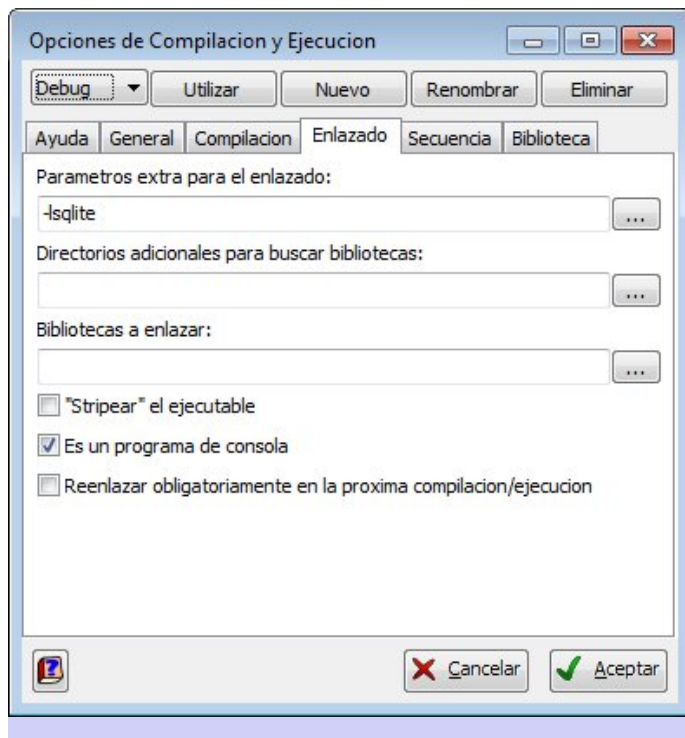 Opciones de Compilacion y Ejecucion
Debug Utilizar Nuevo Renombrar Eliminar
Ayuda General Compilacion Enlazado Secuencia Biblioteca
Parametros extra para el enlazado:
-lsqlite
...
Directorios adicionales para buscar bibliotecas:
...
Bibliotecas a enlazar:
...
"Stripear" el ejecutable
Es un programa de consola
Reenlazar obligatoriamente en la proxima compilacion/ejecucion
? Cancelar Aceptar